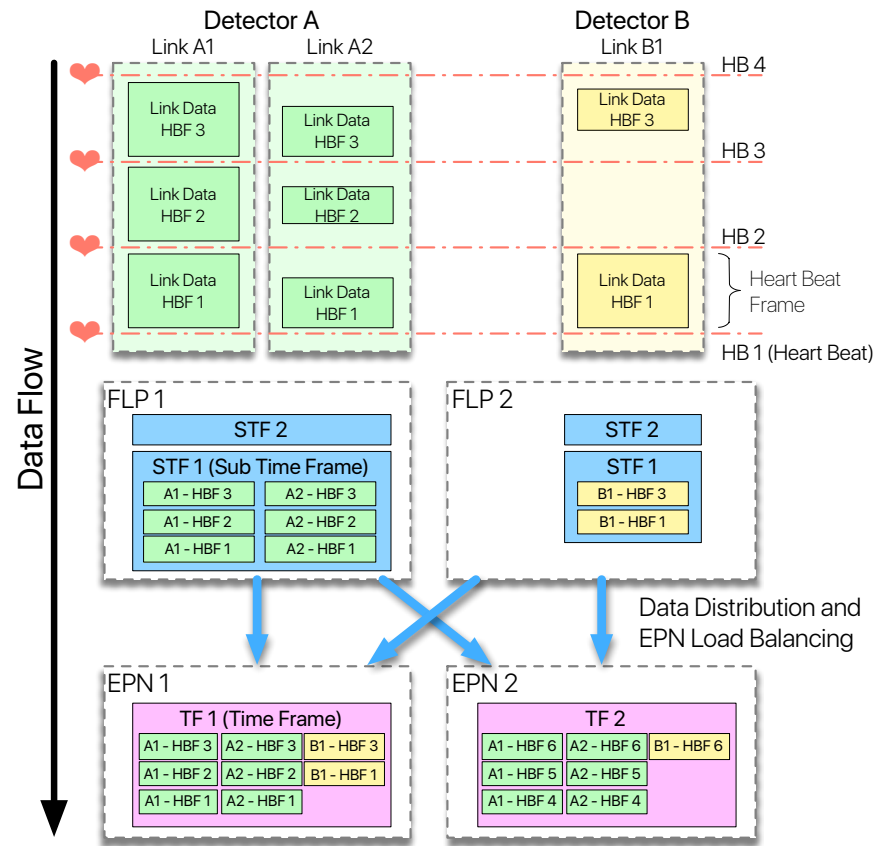 Detector A
Detector B
Link A1
Link A2
Link B1
HB 4
Link Data
HBF 3
Link Data
HBF 3
Link Data
HBF 3
HB 3
Link Data
HBF 2
Link Data
HBF 2
HB 2
Link Data
HBF 1
Link Data
HBF 1
Link Data
HBF 1
Heart Beat
Frame
HB 1 (Heart Beat)
Data Flow
FLP 1
STF 2
STF 1 (Sub Time Frame)
A1 - HBF 3
A2 - HBF 3
A1 - HBF 2
A2 - HBF 2
A1 - HBF 1
A2 - HBF 1
FLP 2
STF 2
STF 1
B1 - HBF 3
B1 - HBF 1
Data Distribution and
EPN Load Balancing
EPN 1
TF 1 (Time Frame)
A1 - HBF 3
A2 - HBF 3
B1 - HBF 3
A1 - HBF 2
A2 - HBF 2
B1 - HBF 1
A1 - HBF 1
A2 - HBF 1
EPN 2
TF 2
A1 - HBF 6
A2 - HBF 6
B1 - HBF 6
A1 - HBF 5
A2 - HBF 5
A1 - HBF 4
A2 - HBF 4